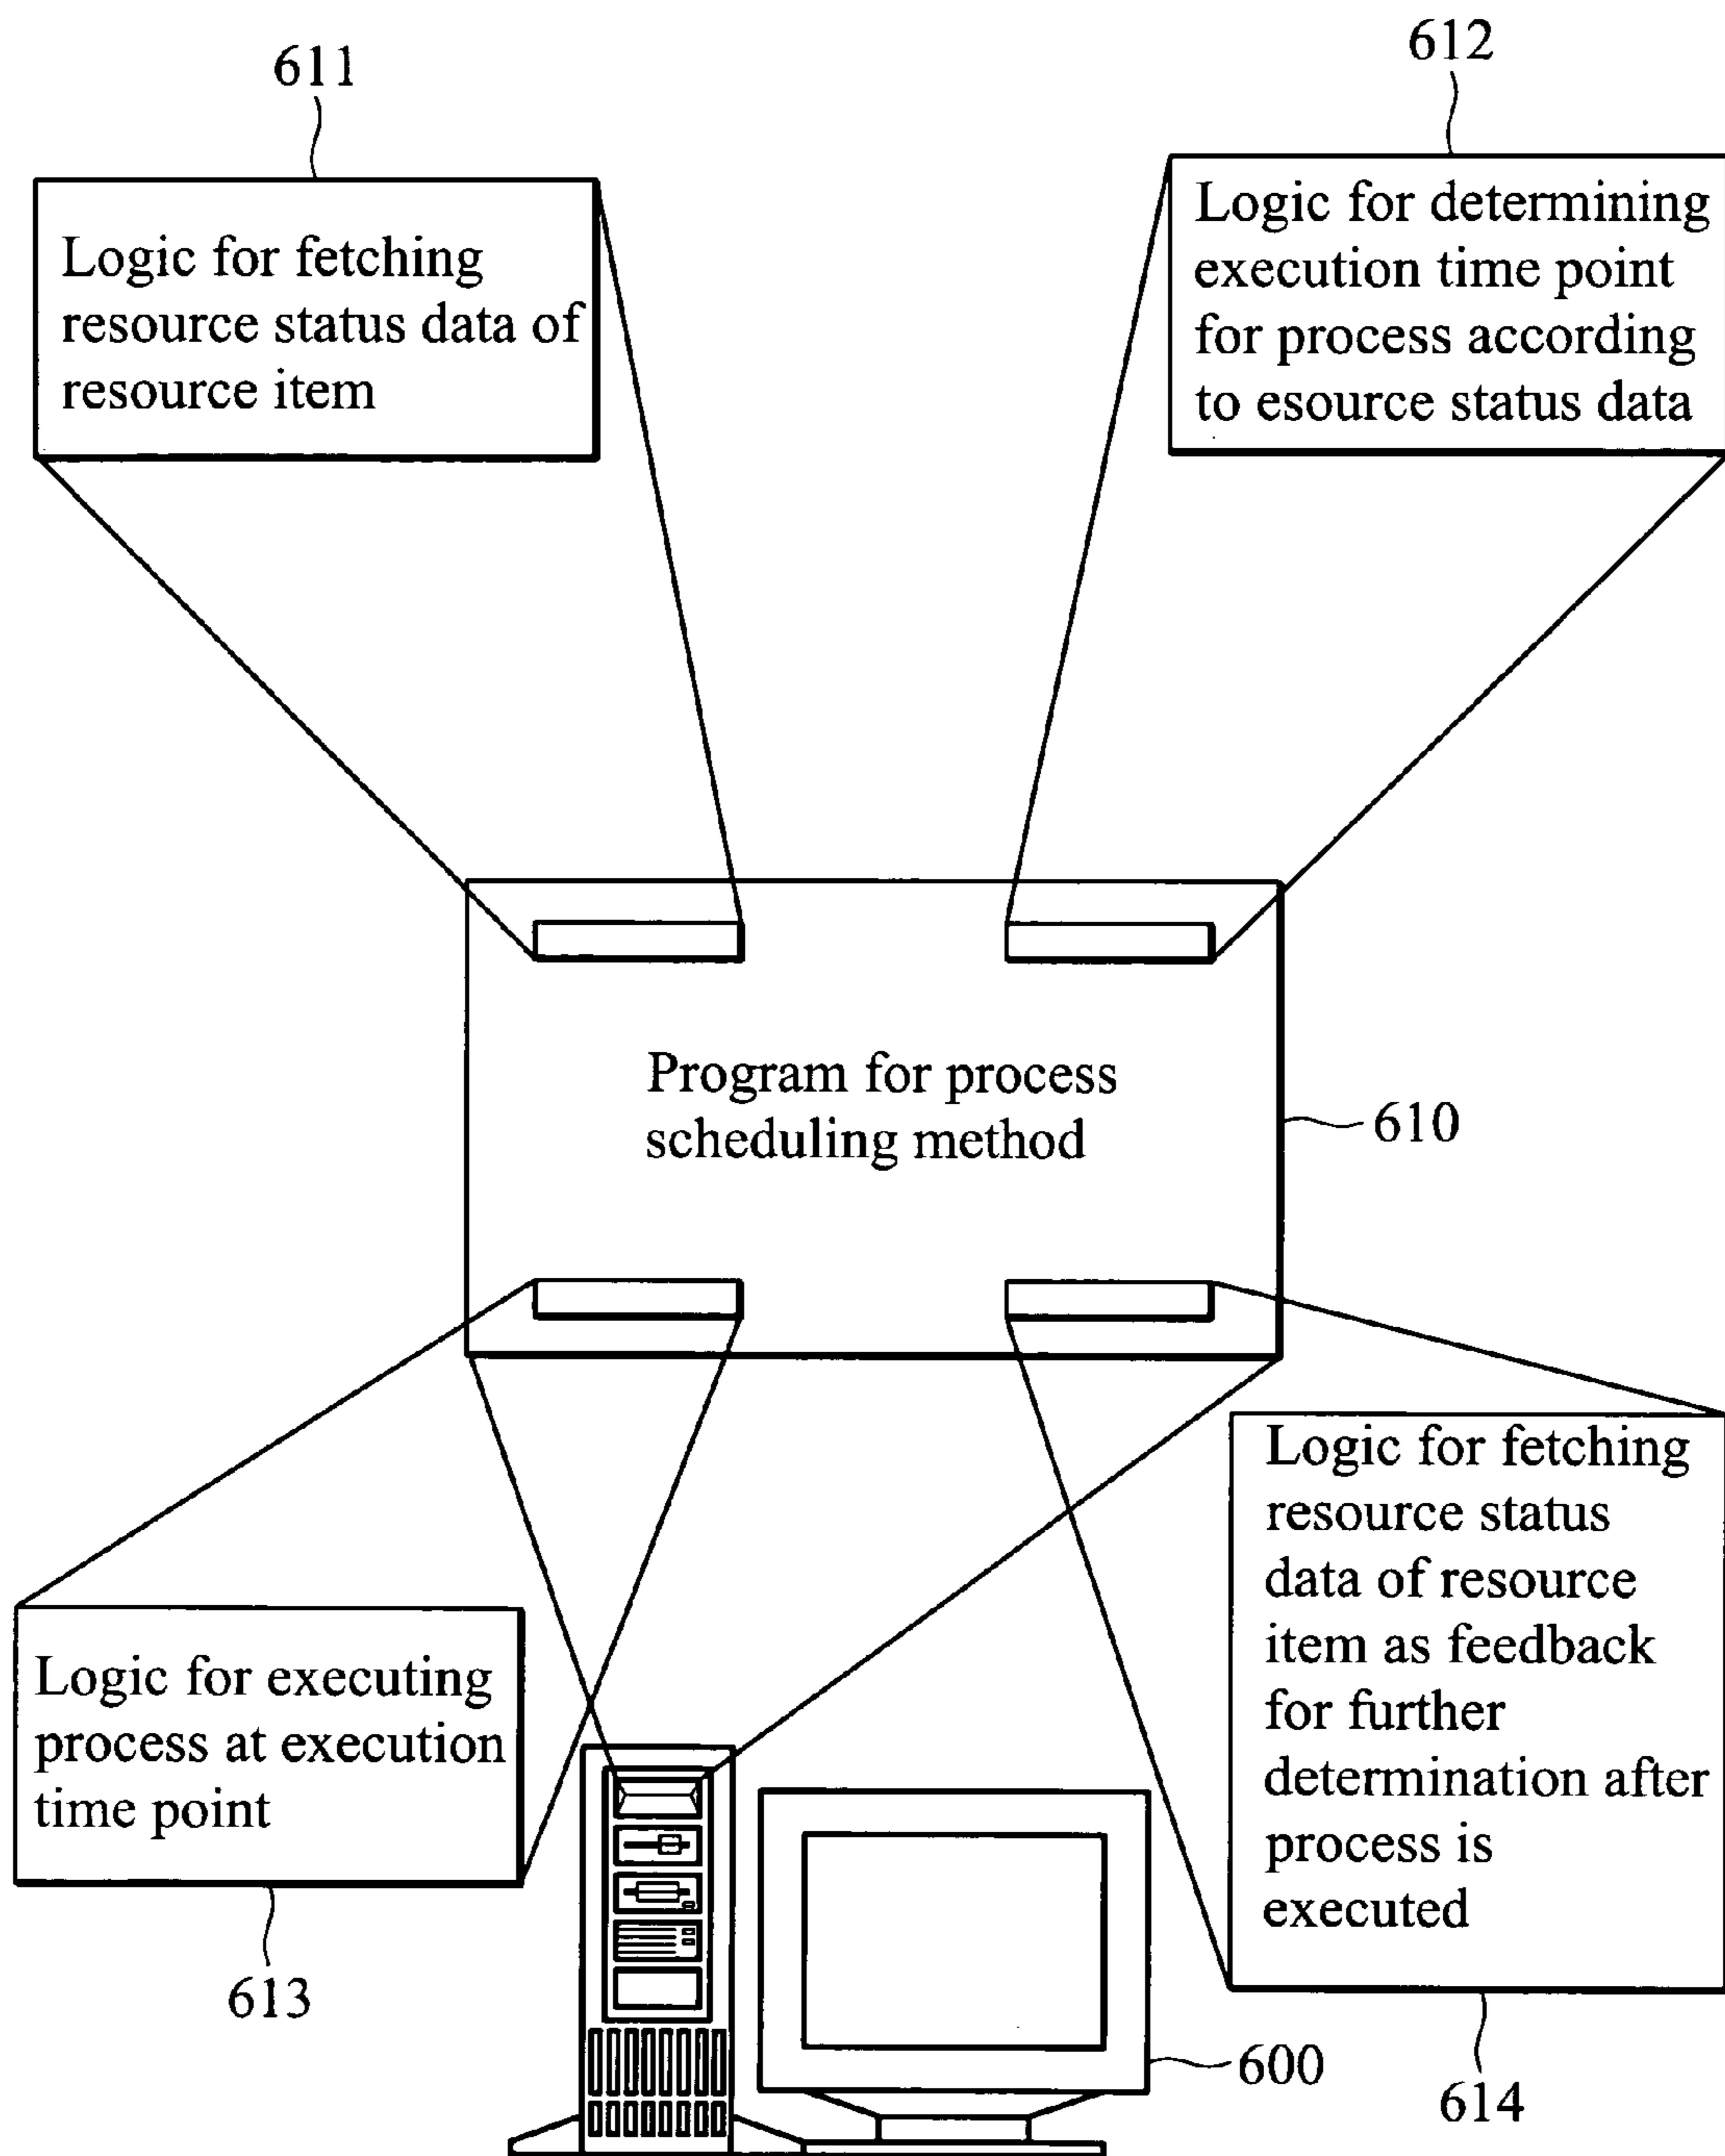 611
612
Logic for fetching
resource status data of
resource item
Logic for determining
execution time point
for process according
to esource status data
Program for process
scheduling method
610
Logic for executing
process at execution
time point
613
Logic for fetching
resource status
data of resource
item as feedback
for further
determination after
process is
executed
600
614